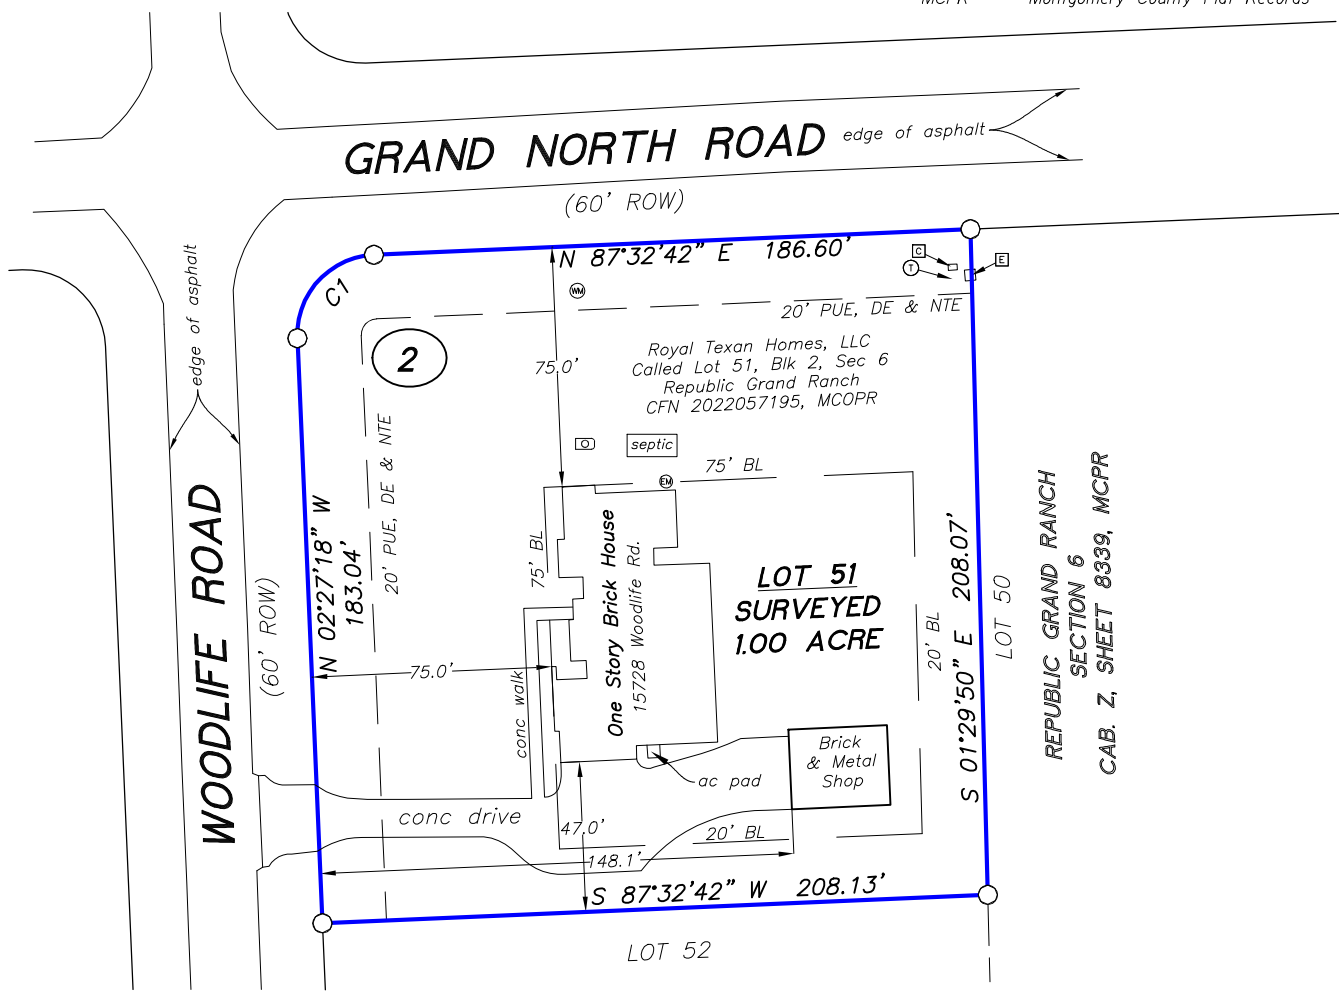 GRAND NORTH ROAD
edge of asphalt
(60' ROW)
N 87°32'42" E 186.60'
C
T
E
WM
C1
20' PUE, DE & NTE
2
75.0'
Royal Texan Homes, LLC
Called Lot 51, Blk 2, Sec 6
Republic Grand Ranch
CFN 2022057195, MCOPR
edge of asphalt
septic
75' BL
EM
WOODLIFE ROAD
(60' ROW)
N 02°27'18" W
183.04'
20' PUE, DE & NTE
75' BL
One Story Brick House
15728 Woodlife Rd.
LOT 51
SURVEYED
1.00 ACRE
20' BL
S 01°29'50" E 208.07'
LOT 50
REPUBLIC GRAND RANCH
SECTION 6
CAB. Z, SHEET 8339, MCPR
75.0'
conc walk
Brick
& Metal
Shop
ac pad
conc drive
47.0'
20' BL
148.1'
S 87°32'42" W 208.13'
LOT 52